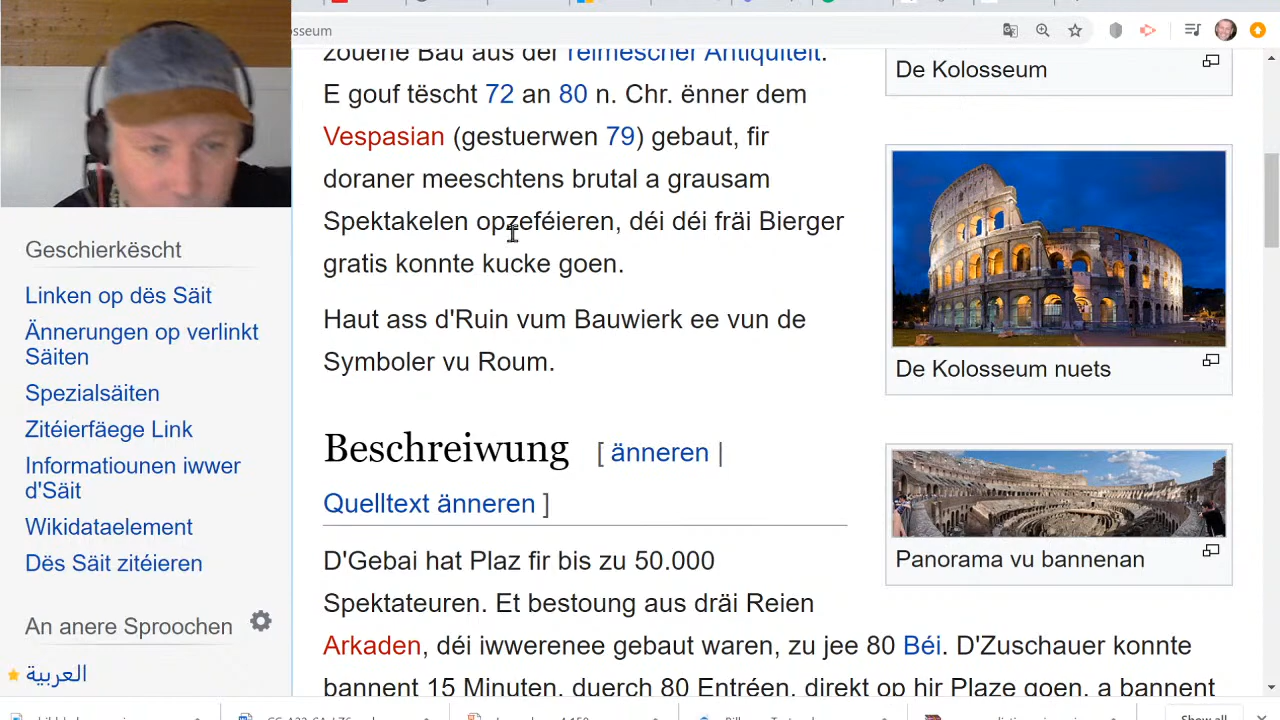 osseum
zouene Bau aus der réimescher Antiquitéit.
E gouf tëscht 72 an 80 n. Chr. ënner dem
Vespasian (gestuerwen 79) gebaut, fir
doraner meeschtens brutal a grausam
Spektakelen opzeféieren, déi déi fräi Bierger
gratis konnte kucke goen.
Haut ass d'Ruin vum Bauwierk ee vun de
Symboler vu Roum.
Beschreiwung [ änneren |
Quelltext änneren ]
D'Gebai hat Plaz fir bis zu 50.000
Spektateuren. Et bestoung aus dräi Reien
Arkaden, déi iwwerenee gebaut waren, zu jee 80 Béi. D'Zuschauer konnte
bannent 15 Minuten, duerch 80 Entréen, direkt op hir Plaze goen, a bannent
De Kolosseum
De Kolosseum nuets
Panorama vu bannenan
Geschierkëscht
Linken op dës Säit
Ännerungen op verlinkt
Säiten
Spezialsäiten
Zitéierfäege Link
Informatiounen iwwer
d'Säit
Wikidataelement
Dës Säit zitéieren
An anere Sproochen
العربية
Show all